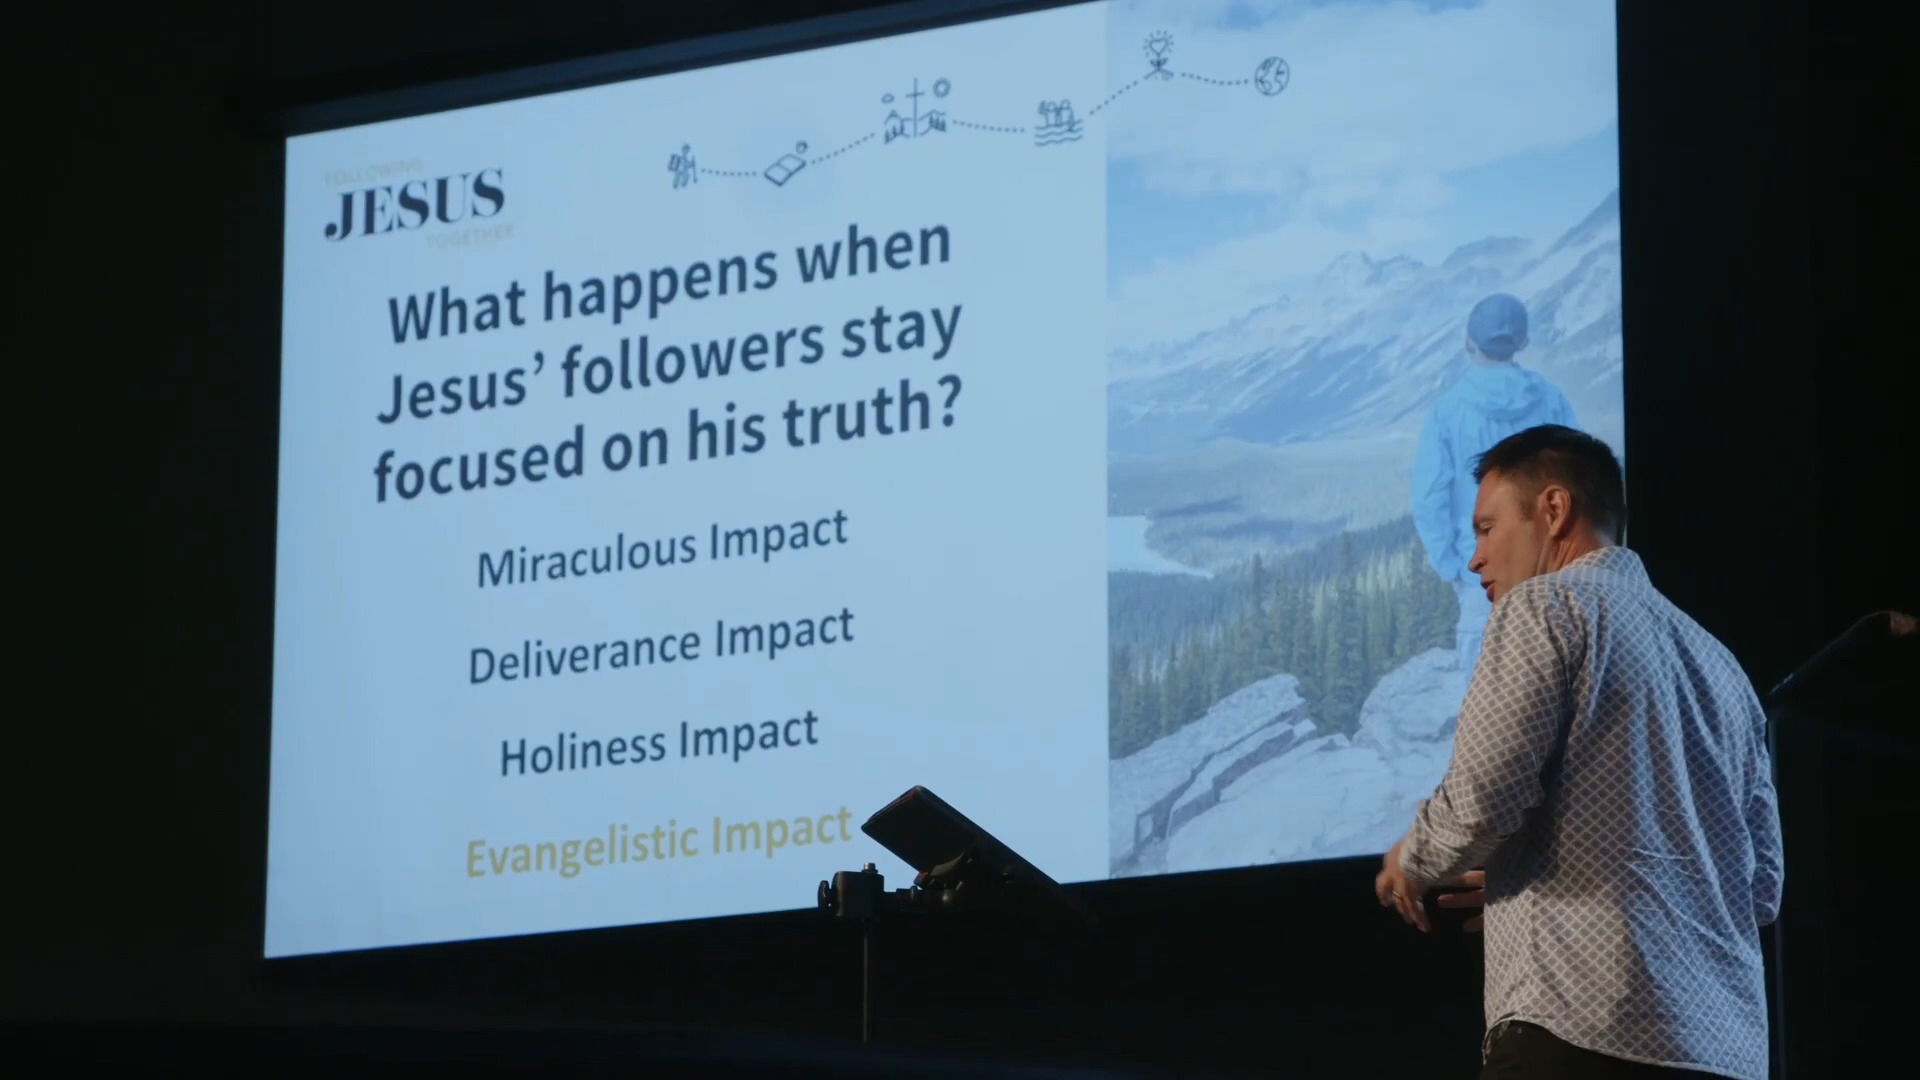 FOLLOWING
JESUS
TOGETHER
What happens when
Jesus’ followers stay
focused on his truth?
Miraculous Impact
Deliverance Impact
Holiness Impact
Evangelistic Impact